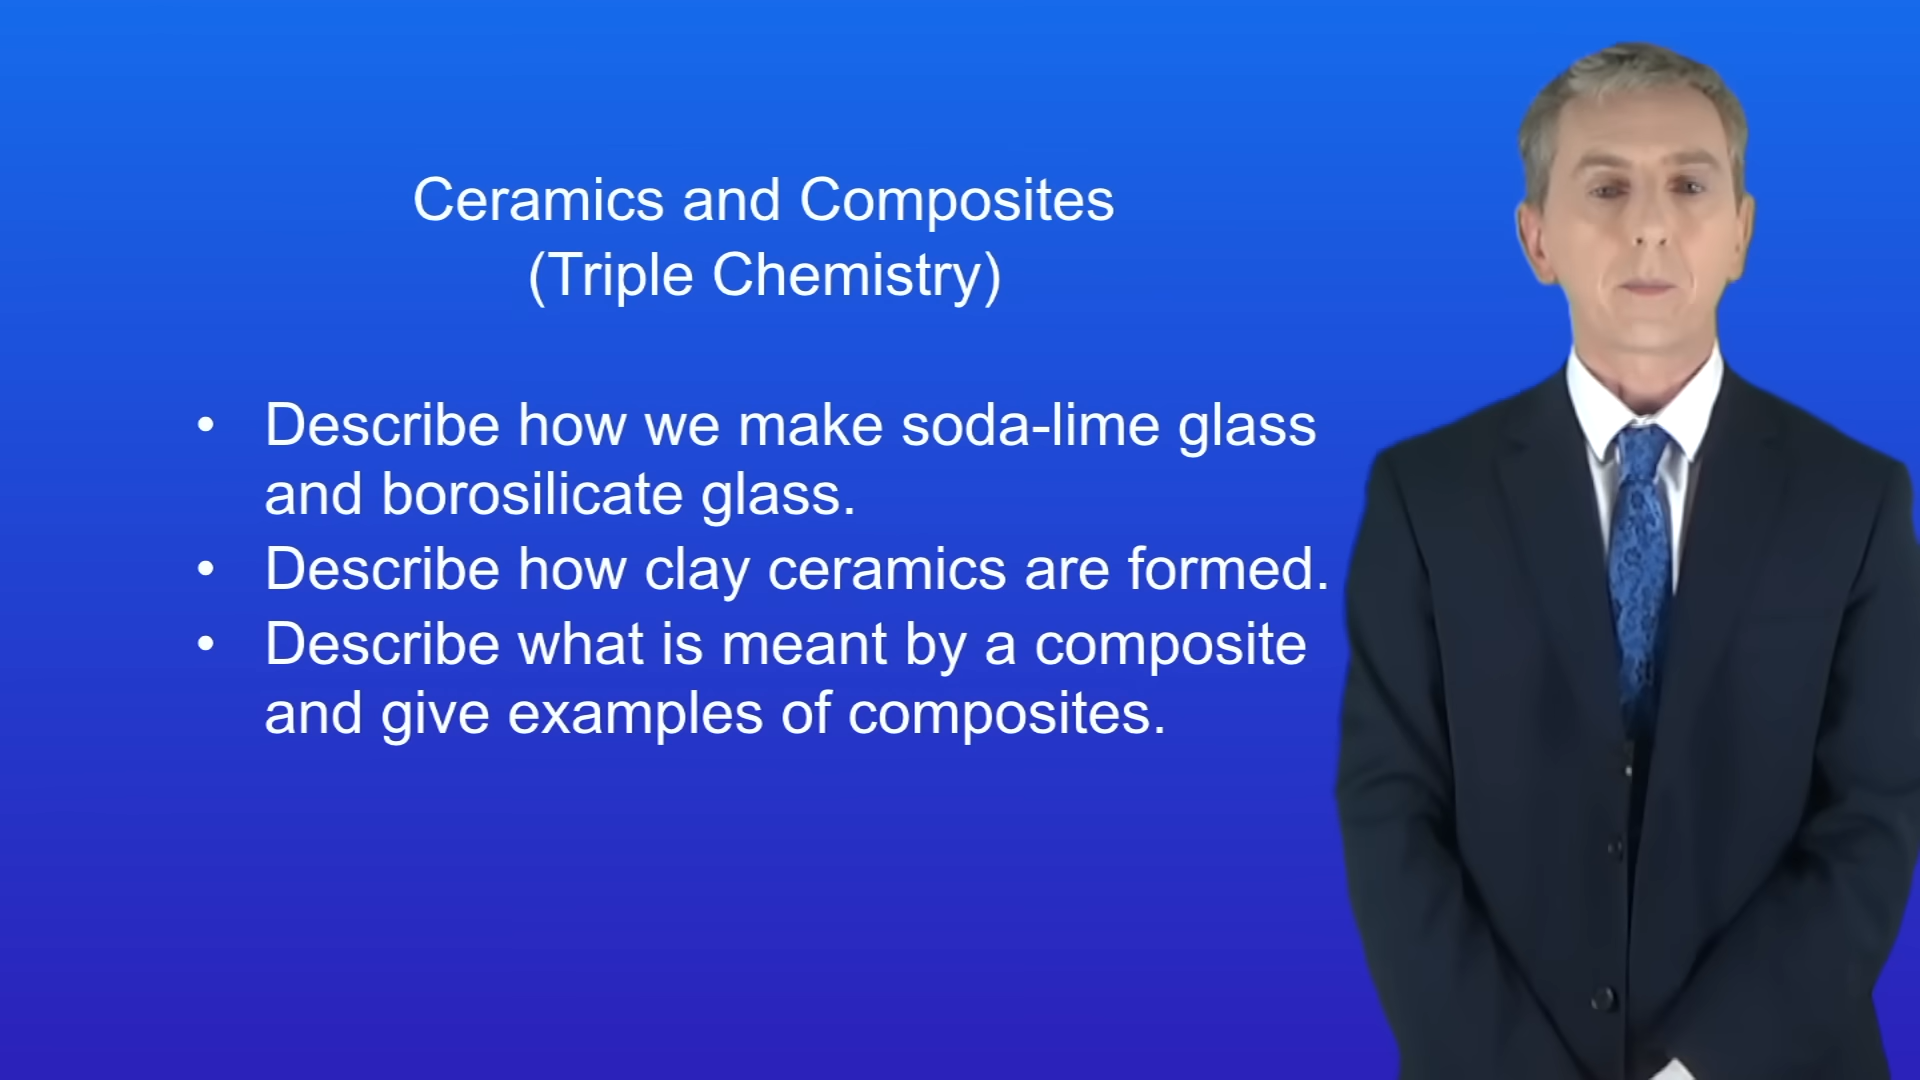 Ceramics and Composites
(Triple Chemistry)
• Describe how we make soda-lime glass
and borosilicate glass.
• Describe how clay ceramics are formed.
• Describe what is meant by a composite
and give examples of composites.